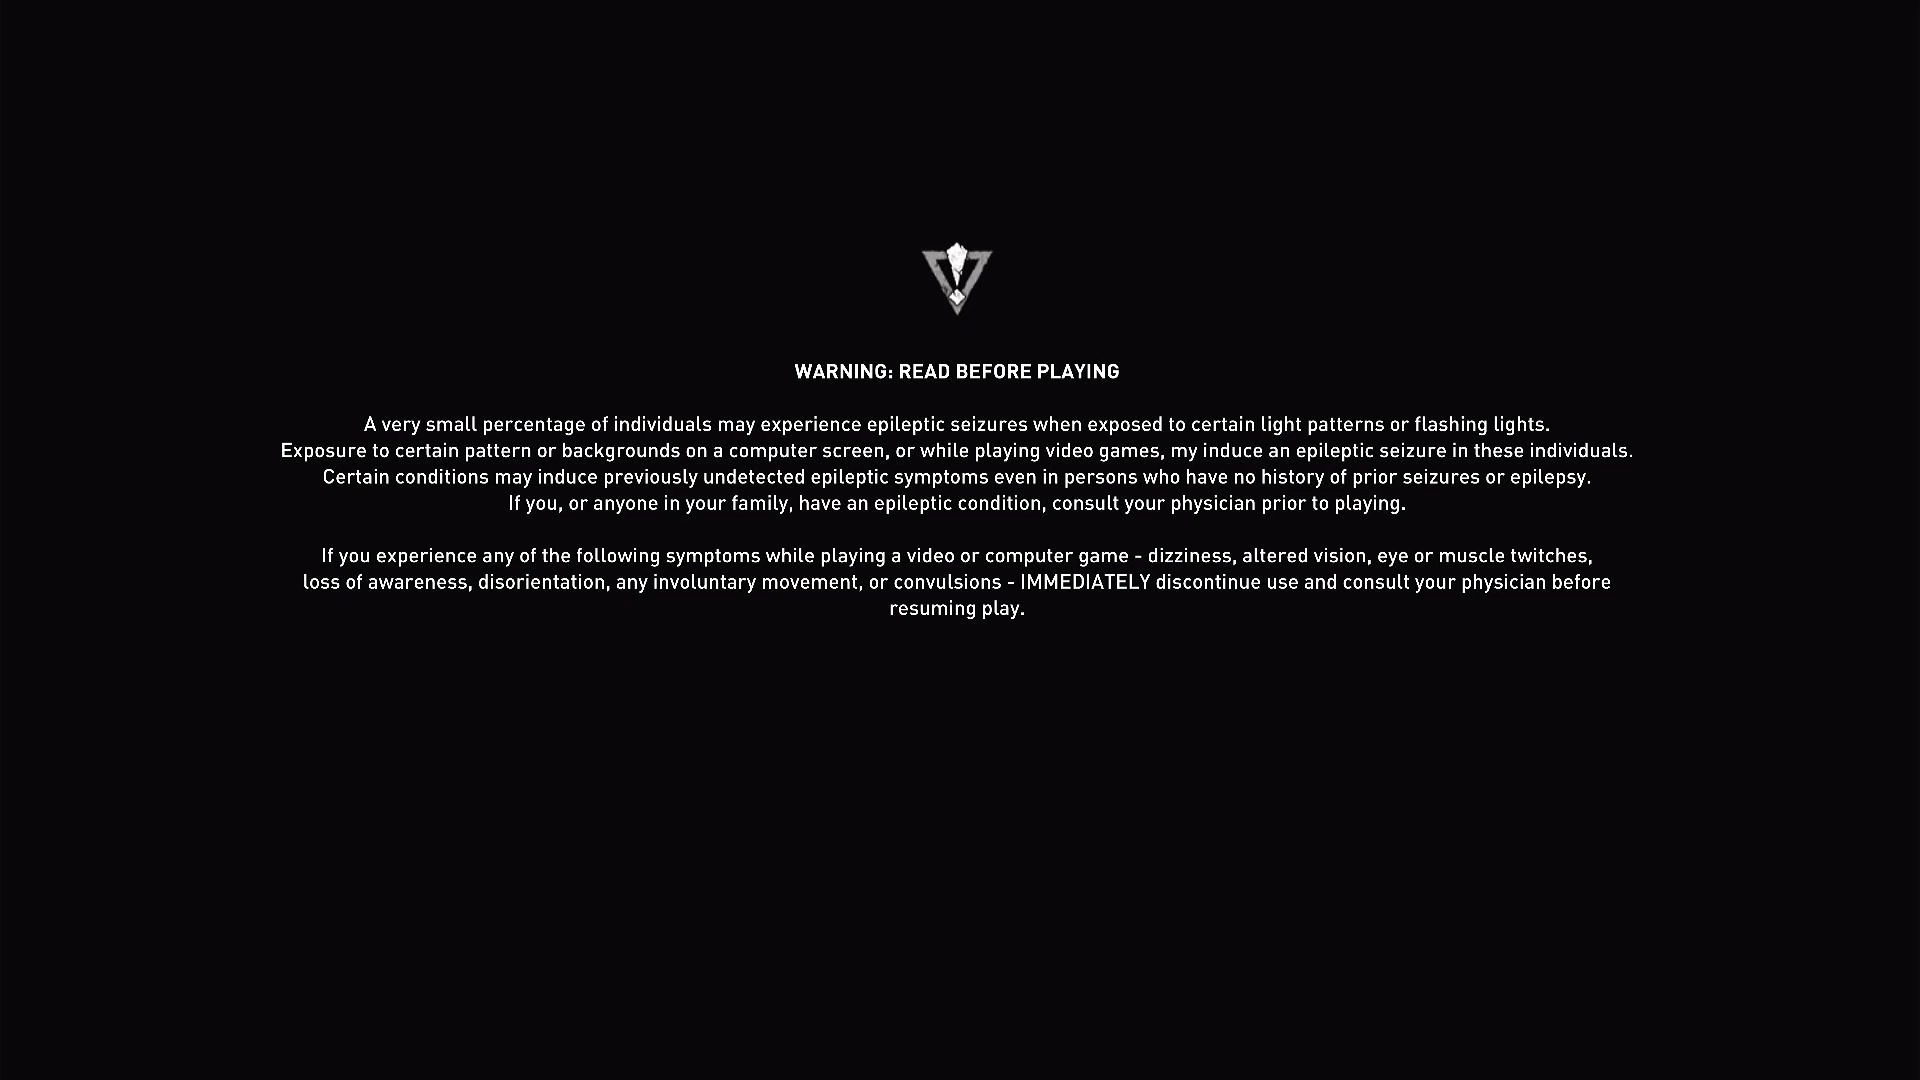 WARNING: READ BEFORE PLAYING
A very small percentage of individuals may experience epileptic seizures when exposed to certain light patterns or flashing lights.
Exposure to certain pattern or backgrounds on a computer screen, or while playing video games, my induce an epileptic seizure in these individuals.
Certain conditions may induce previously undetected epileptic symptoms even in persons who have no history of prior seizures or epilepsy.
If you, or anyone in your family, have an epileptic condition, consult your physician prior to playing.
If you experience any of the following symptoms while playing a video or computer game - dizziness, altered vision, eye or muscle twitches,
loss of awareness, disorientation, any involuntary movement, or convulsions - IMMEDIATELY discontinue use and consult your physician before
resuming play.